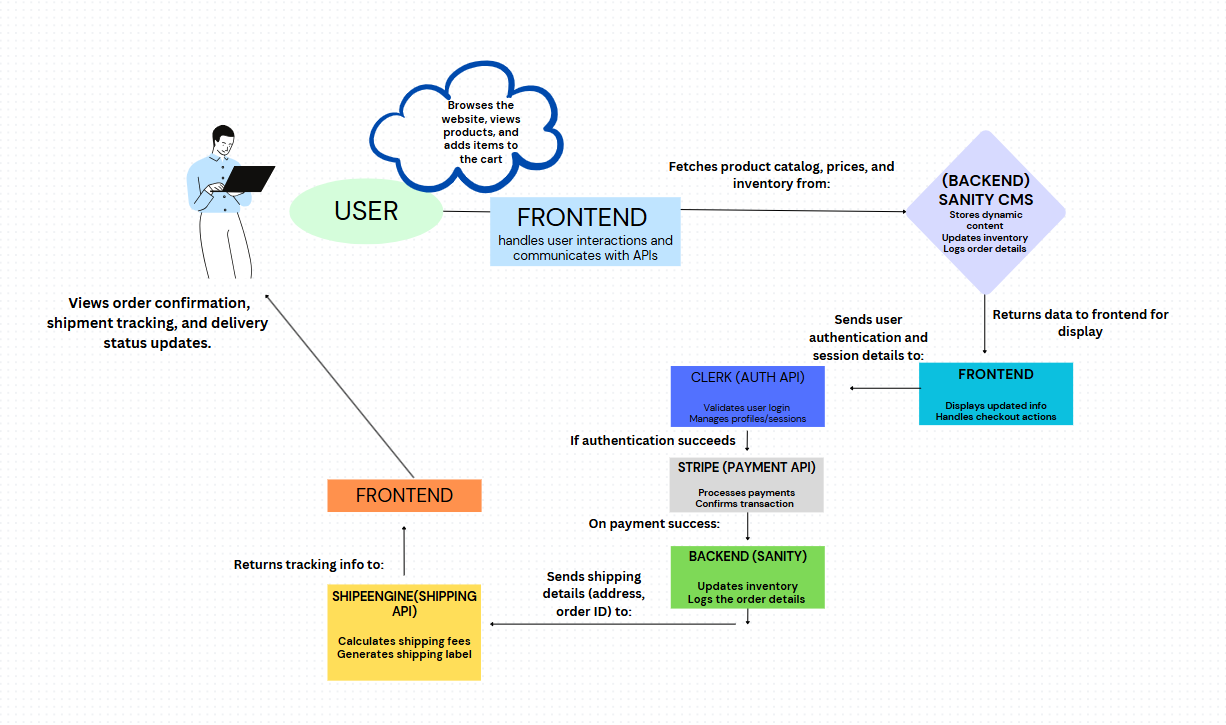 Browses the
website, views
products, and
adds items to
the cart
USER
FRONTEND
handles user interactions and
communicates with APIs
Fetches product catalog, prices, and
inventory from:
(BACKEND)
SANITY CMS
Stores dynamic
content
Updates inventory
Logs order details
Returns data to frontend for
display
FRONTEND
Displays updated info
Handles checkout actions
Sends user
authentication and
session details to:
CLERK (AUTH API)
Validates user login
Manages profiles/sessions
If authentication succeeds
STRIPE (PAYMENT API)
Processes payments
Confirms transaction
On payment success:
BACKEND (SANITY)
Updates inventory
Logs the order details
Sends shipping
details (address,
order ID) to:
SHIPEENGINE(SHIPPING
API)
Calculates shipping fees
Generates shipping label
Returns tracking info to:
FRONTEND
Views order confirmation,
shipment tracking, and delivery
status updates.